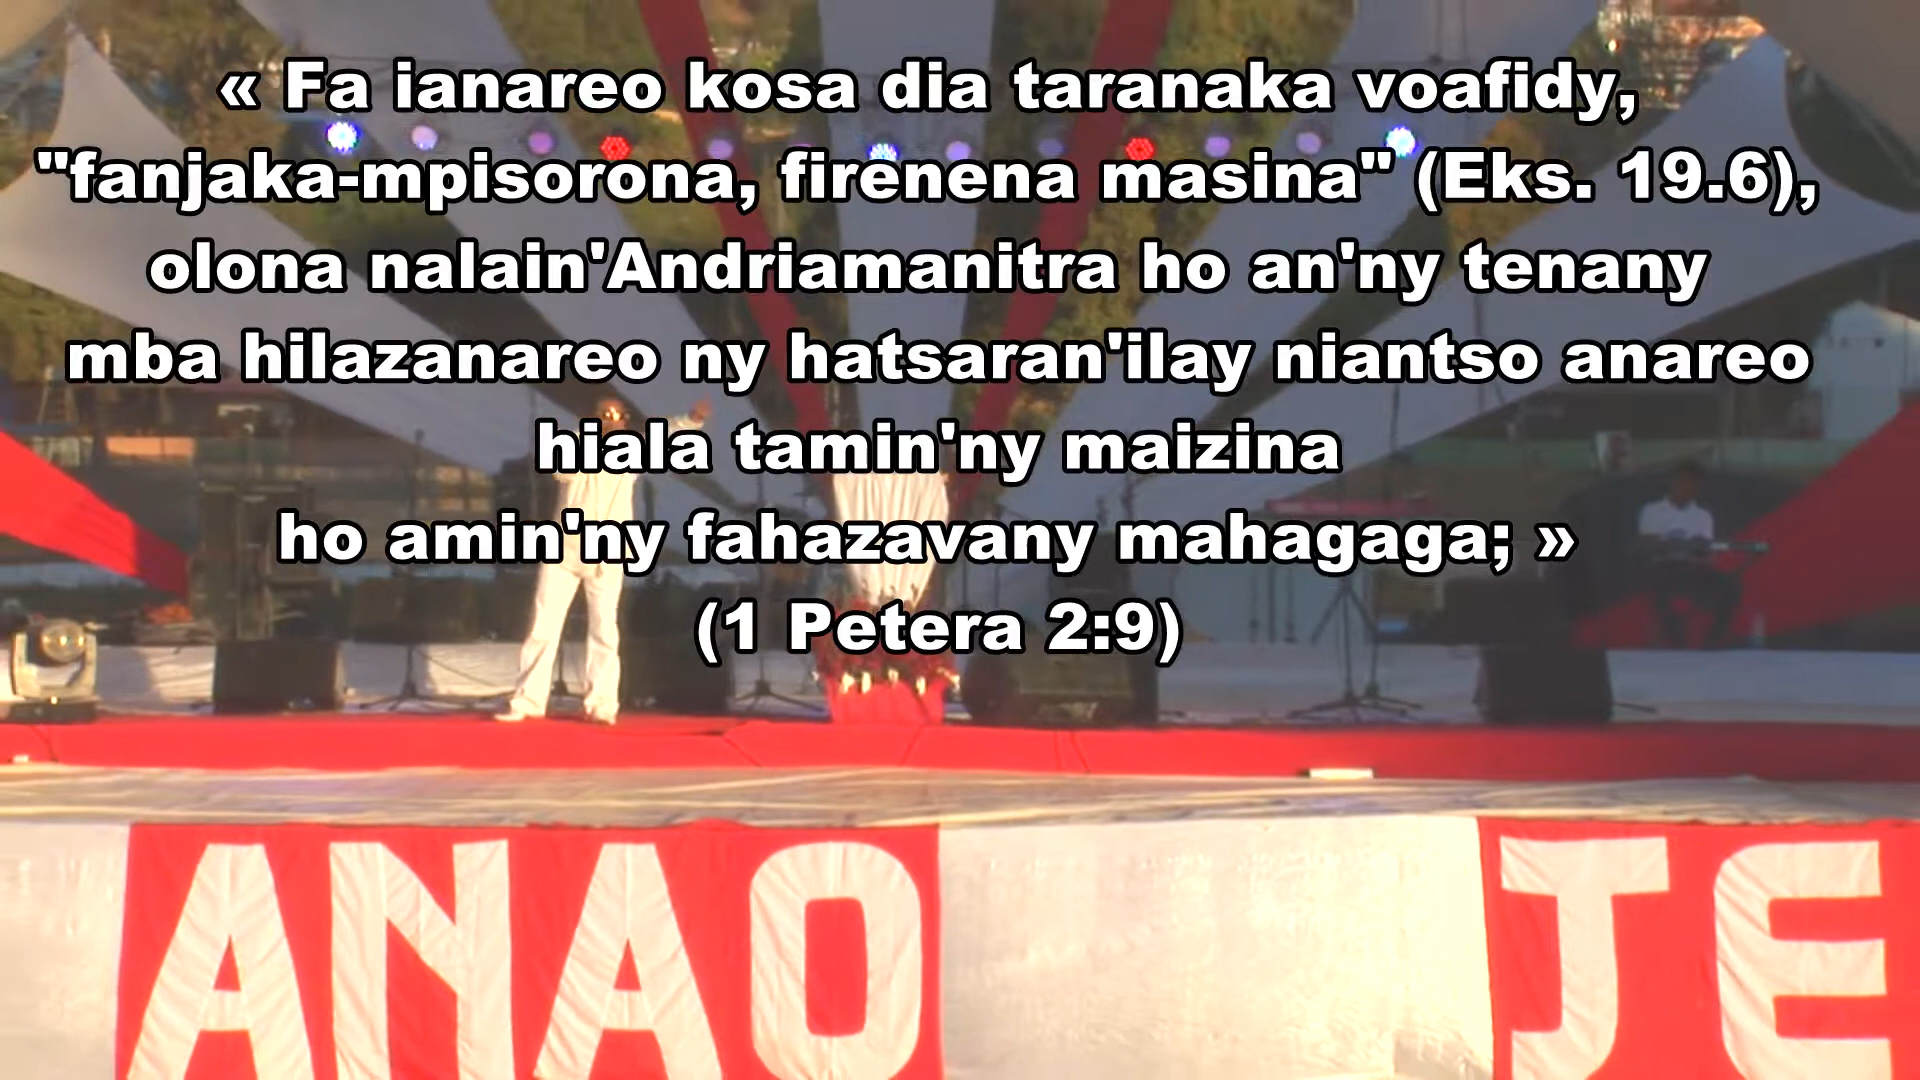 « Fa ianareo kosa dia taranaka voafidy,
"fanjaka-mpisorona, firenena masina" (Eks. 19.6),
olona nalain'Andriamanitra ho an'ny tenany
mba hilazanareo ny hatsaran'ilay niantso anareo
hiala tamin'ny maizina
ho amin'ny fahazavany mahagaga; »
(1 Petera 2:9)
ANAO JE